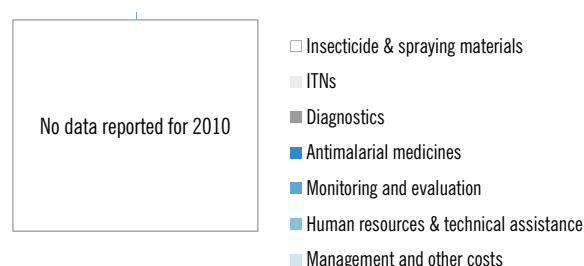 No data reported for 2010
Insecticide & spraying materials
ITNs
Diagnostics
Antimalarial medicines
Monitoring and evaluation
Human resources & technical assistance
Management and other costs